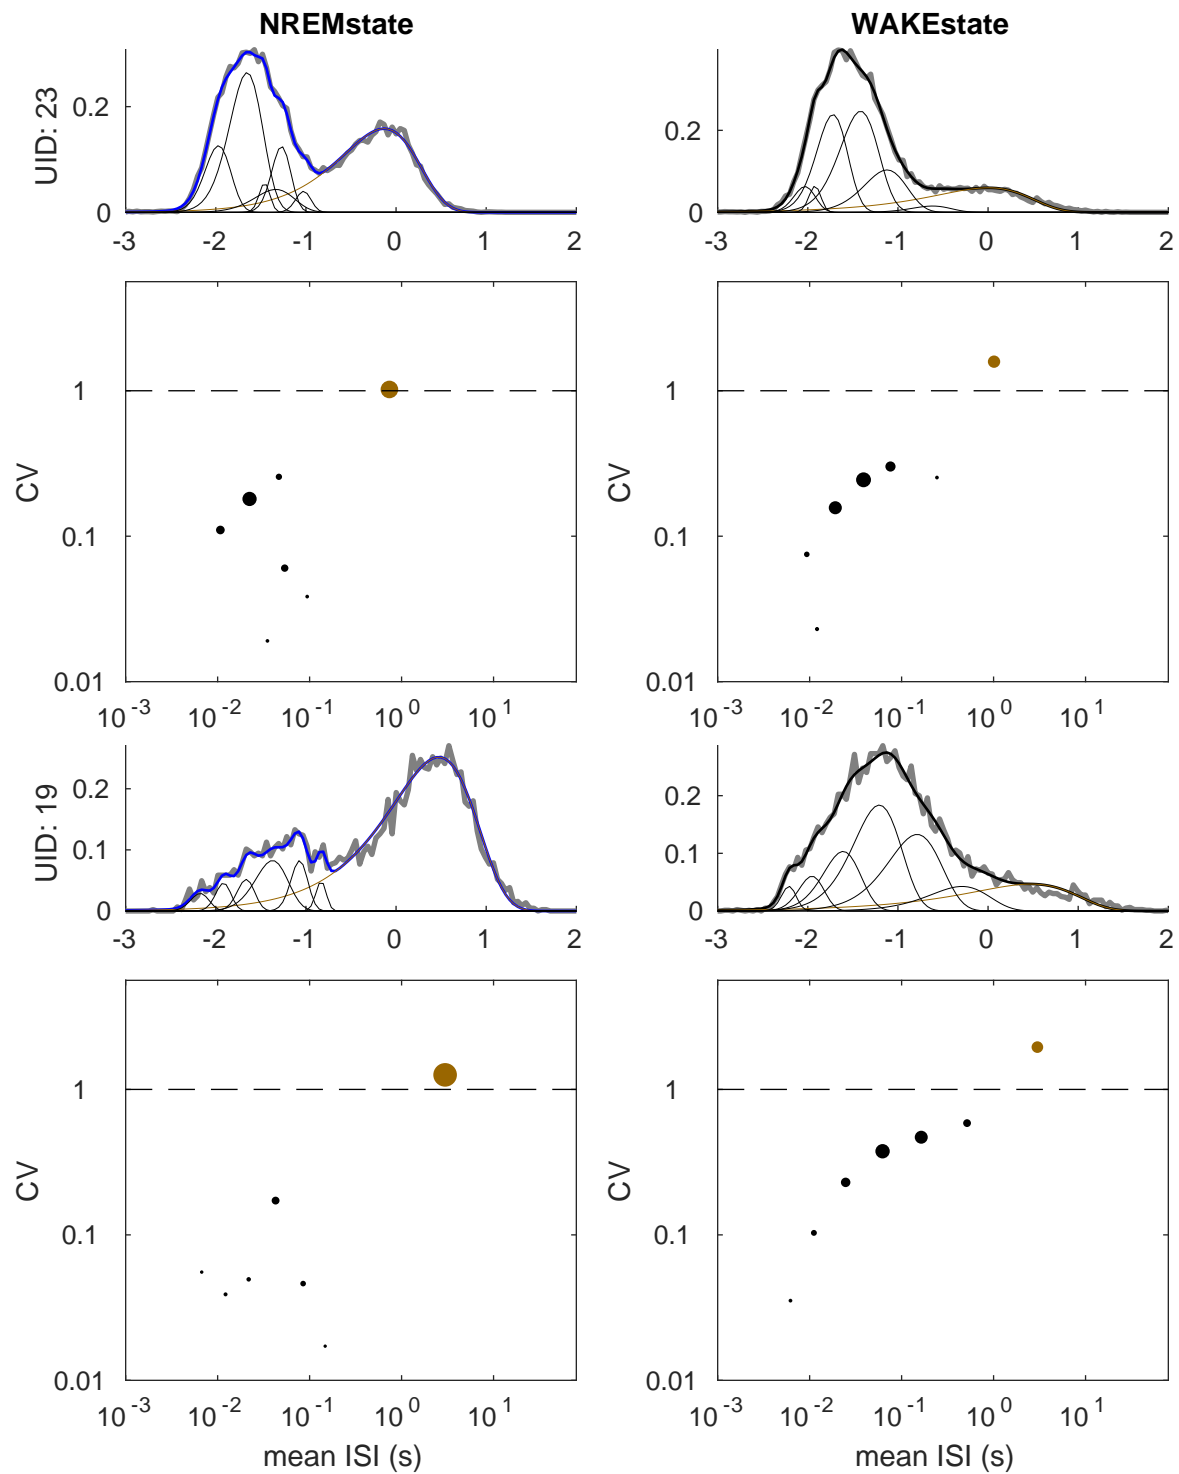 NREMstate WAKEstate
UID: 23
0.2 0.2
0 0
-3 -2 -1 0 1 2 -3 -2 -1 0 1 2
CV CV
1 1
0.1 0.1
0.01 0.01
10^-3 10^-2 10^-1 10^0 10^1 10^-3 10^-2 10^-1 10^0 10^1
UID: 19
0.2 0.2
0.1 0.1
0 0
-3 -2 -1 0 1 2 -3 -2 -1 0 1 2
CV CV
1 1
0.1 0.1
0.01 0.01
10^-3 10^-2 10^-1 10^0 10^1 10^-3 10^-2 10^-1 10^0 10^1
mean ISI (s) mean ISI (s)